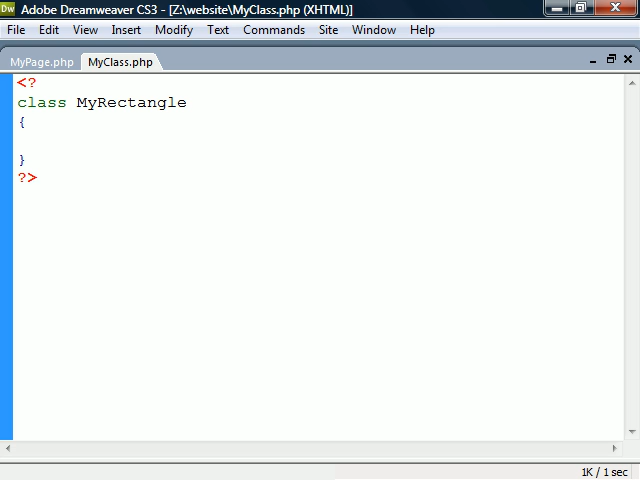 Dw Adobe Dreamweaver CS3 - [Z:\website\MyClass.php (XHTML)]
File Edit View Insert Modify Text Commands Site Window Help
MyPage.php MyClass.php
<?
class MyRectangle
{
}
?>
1K / 1 sec